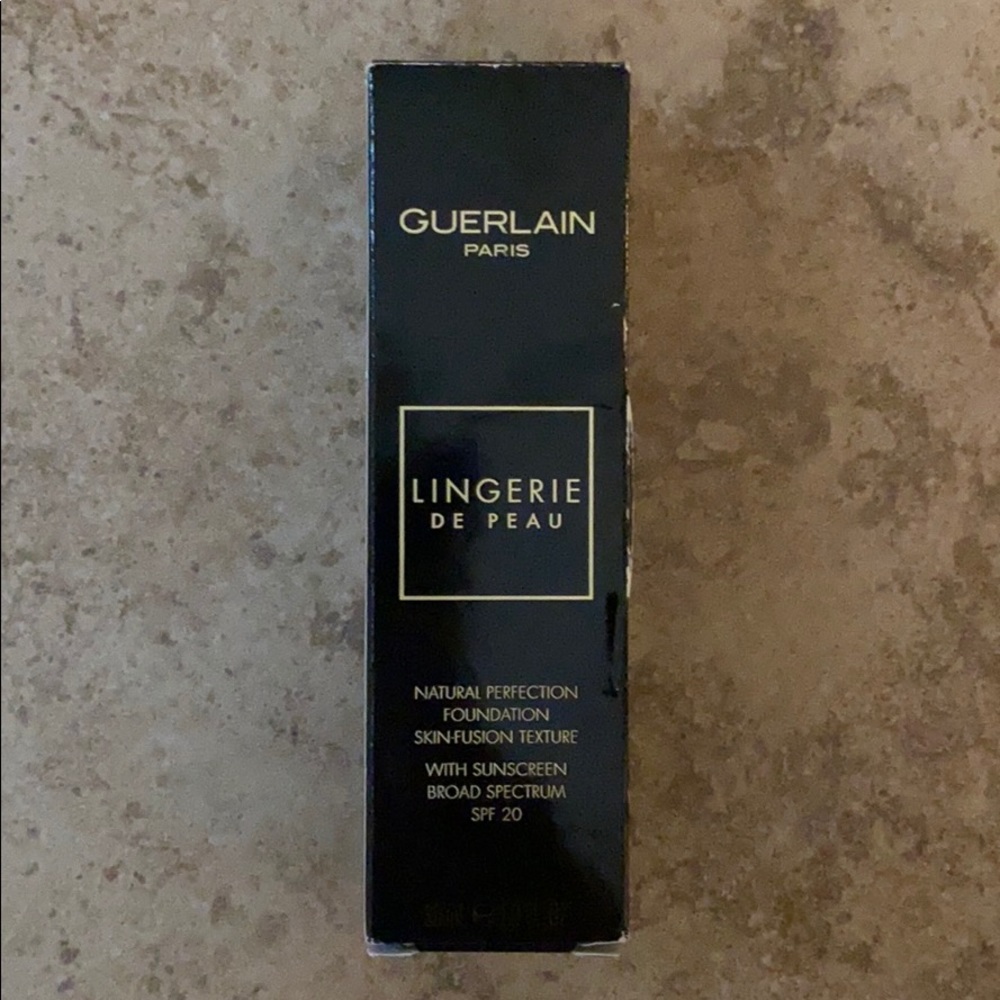 GUERLAIN
PARIS
LINGERIE
DE PEAU
NATURAL PERFECTION
FOUNDATION
SKIN-FUSION TEXTURE
WITH SUNSCREEN
BROAD SPECTRUM
SPF 20